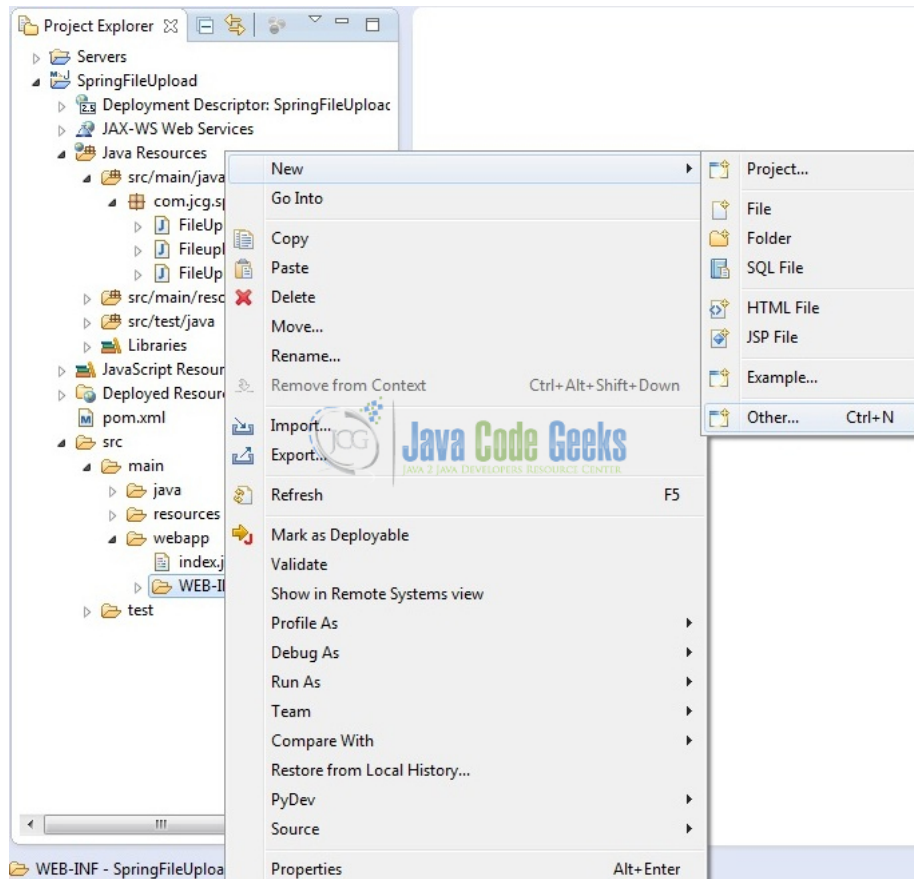 Project Explorer
Servers
SpringFileUpload
Deployment Descriptor: SpringFileUploac
JAX-WS Web Services
Java Resources
src/main/java
com.jcg.s
FileUp
Fileupl
FileUp
src/main/resc
src/test/java
Libraries
JavaScript Resour
Deployed Resour
pom.xml
src
main
java
resources
webapp
index.j
WEB-I
test
WEB-INF - SpringFileUploa
New
Go Into
Copy
Paste
Delete
Move...
Rename...
Remove from Context Ctrl+Alt+Shift+Down
Import...
Export...
Refresh F5
Mark as Deployable
Validate
Show in Remote Systems view
Profile As
Debug As
Run As
Team
Compare With
Restore from Local History...
PyDev
Source
Properties Alt+Enter
Project...
File
Folder
SQL File
HTML File
JSP File
Example...
Other... Ctrl+N
JCG
Java Code Geeks
JAVA 2 JAVA DEVELOPERS RESOURCE CENTER